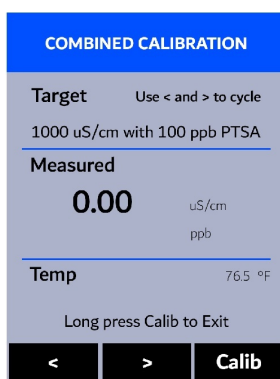 COMBINED CALIBRATION
Target Use < and > to cycle
1000 uS/cm with 100 ppb PTSA
Measured
0.00 uS/cm
ppb
Temp 76.5 °F
Long press Calib to Exit
< > Calib